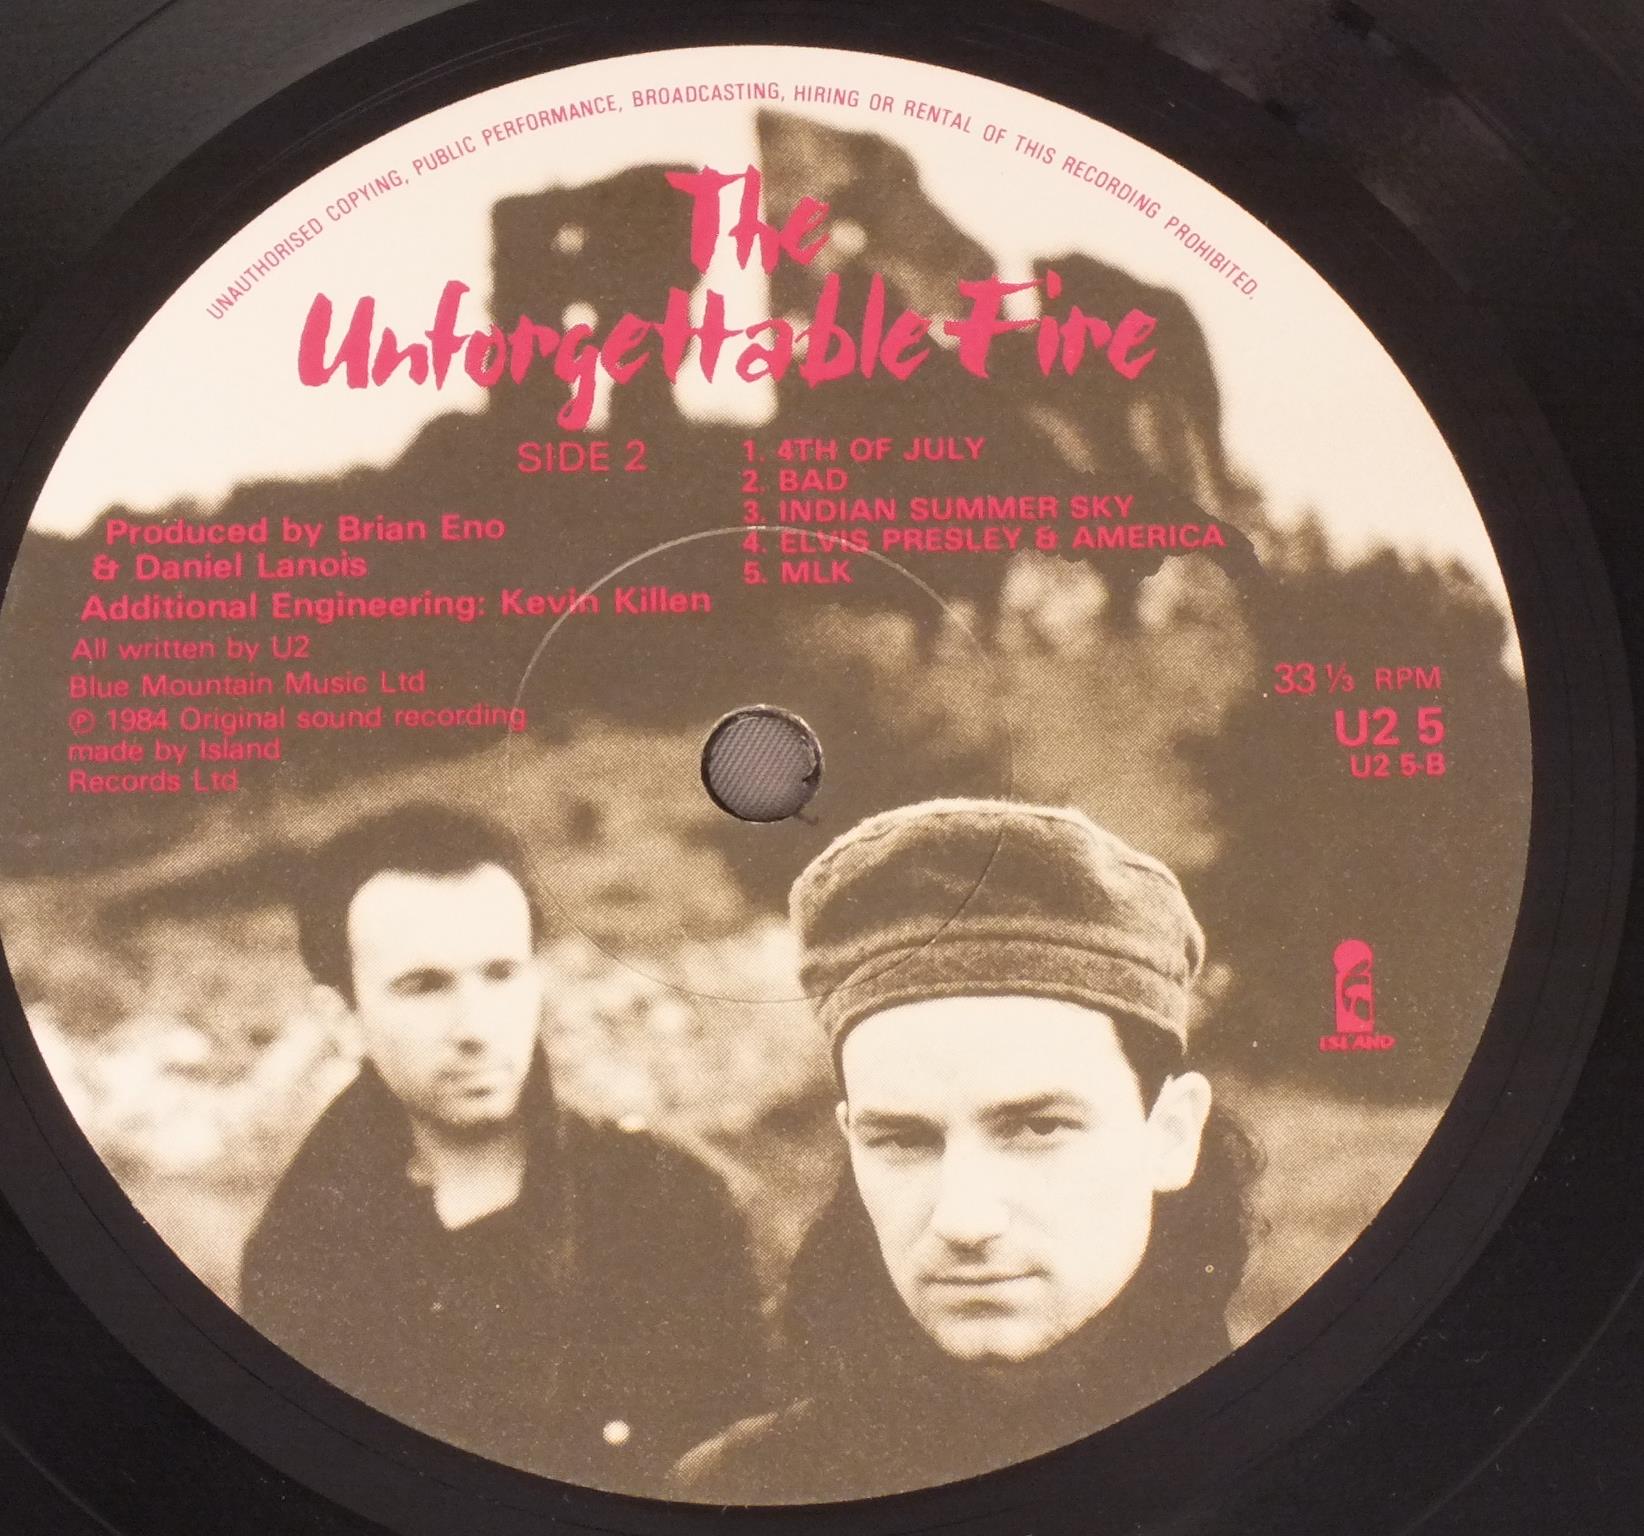 UNAUTHORISED COPYING, PUBLIC PERFORMANCE, BROADCASTING, HIRING OR RENTAL OF THIS RECORDING PROHIBITED.
The
Unforgettable Fire
SIDE 2
1. 4TH OF JULY
2. BAD
3. INDIAN SUMMER SKY
4. ELVIS PRESLEY & AMERICA
5. MLK
Produced by Brian Eno
& Daniel Lanois
Additional Engineering: Kevin Killen
All written by U2
Blue Mountain Music Ltd
℗ 1984 Original sound recording
made by Island
Records Ltd
33 ⅓ RPM
U2 5
U2 5-B
ISLAND